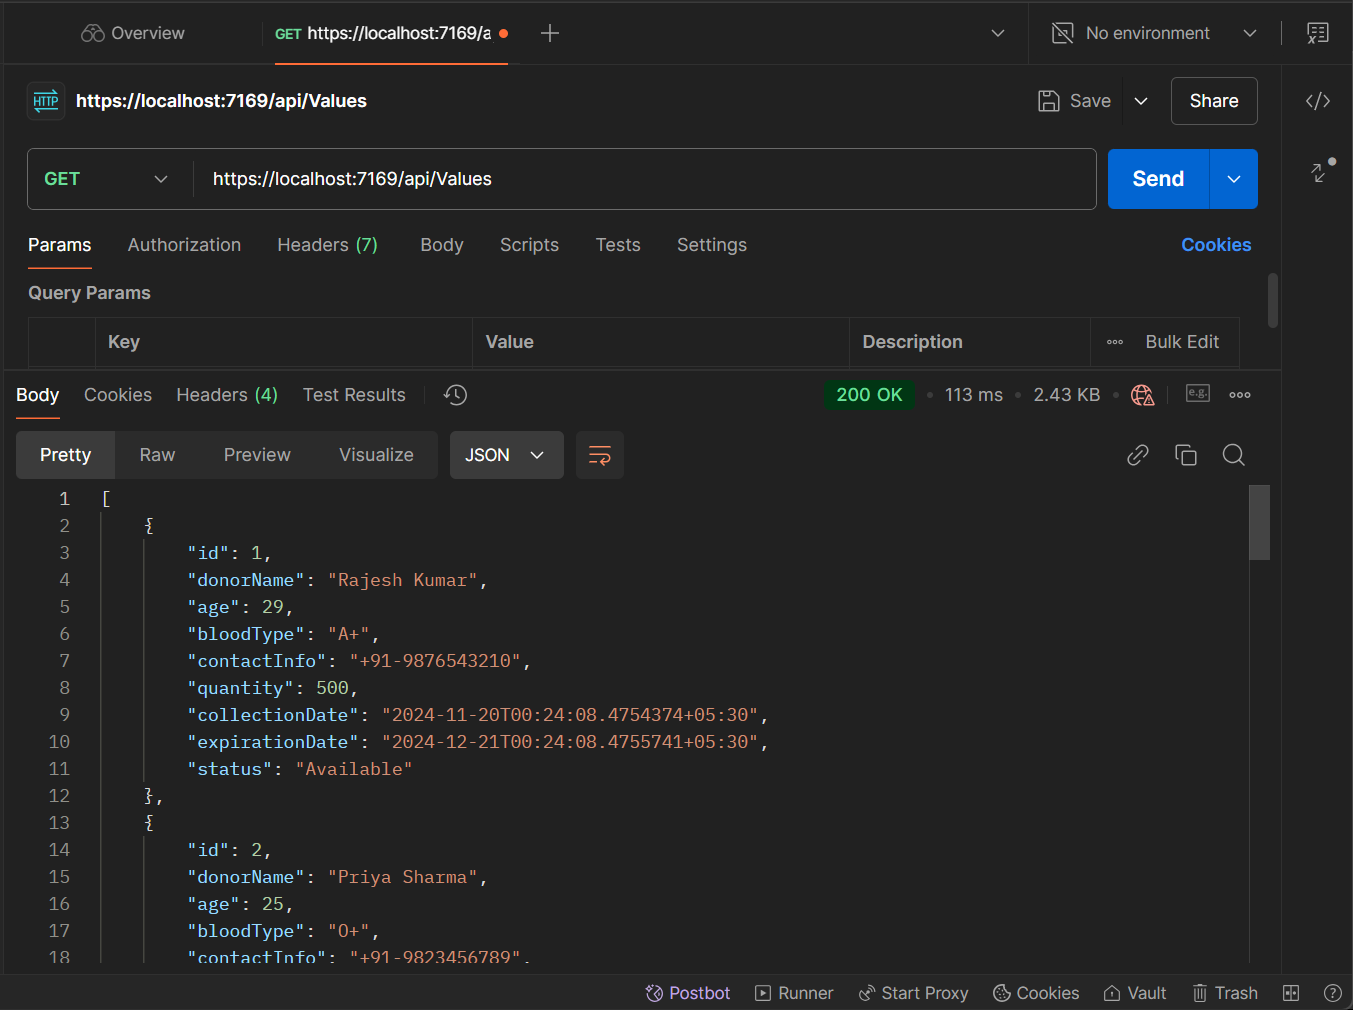 Overview
GET https://localhost:7169/a
No environment
HTTP https://localhost:7169/api/Values
Save
Share
GET
https://localhost:7169/api/Values
Send
Params Authorization Headers (7) Body Scripts Tests Settings Cookies
Query Params
Key Value Description Bulk Edit
Body Cookies Headers (4) Test Results 200 OK • 113 ms • 2.43 KB • e.g.
Pretty Raw Preview Visualize JSON
1 [
2 {
3 "id": 1,
4 "donorName": "Rajesh Kumar",
5 "age": 29,
6 "bloodType": "A+",
7 "contactInfo": "+91-9876543210",
8 "quantity": 500,
9 "collectionDate": "2024-11-20T00:24:08.4754374+05:30",
10 "expirationDate": "2024-12-21T00:24:08.4755741+05:30",
11 "status": "Available"
12 },
13 {
14 "id": 2,
15 "donorName": "Priya Sharma",
16 "age": 25,
17 "bloodType": "O+",
18 "contactInfo": "+91-9823456789",
Postbot Runner Start Proxy Cookies Vault Trash